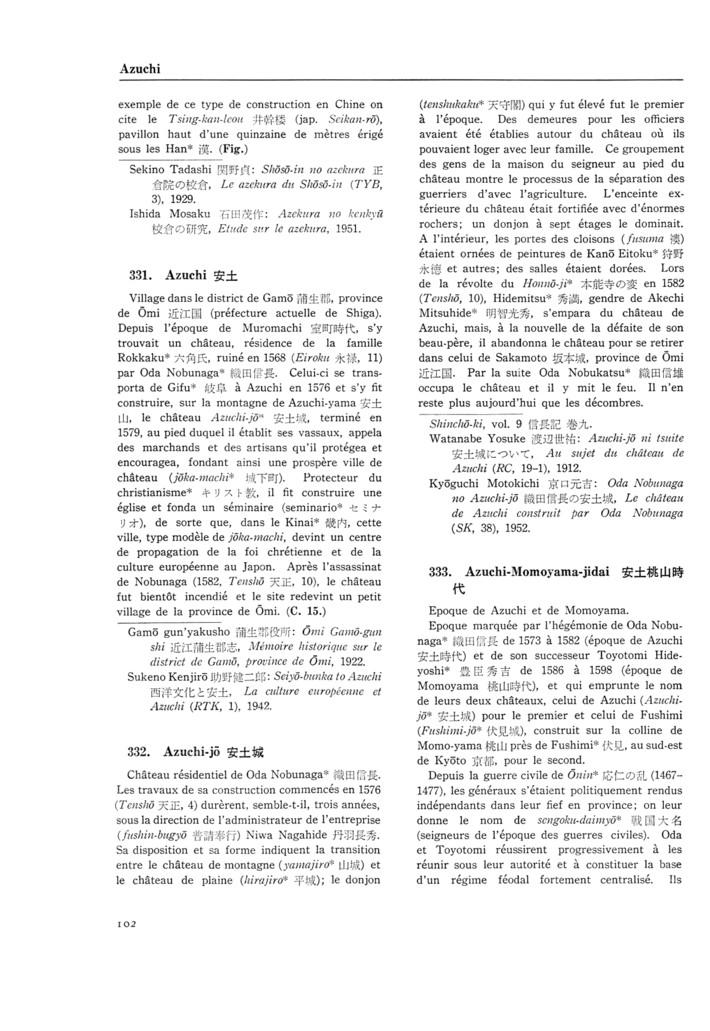 Azuchi
exemple de ce type de construction en Chine on
cite le Tsing-kan-leou 井幹楼 (jap. Seikan-rō),
pavillon haut d'une quinzaine de mètres érigé
sous les Han* 漢. (Fig.)
Sekino Tadashi 関野貞: Shōsō-in no azekura 正
倉院の校倉, Le azekura du Shōsō-in (TYB,
3), 1929.
Ishida Mosaku 石田茂作: Azekura no kenkyū
校倉の研究, Etude sur le azekura, 1951.
331. Azuchi 安土
Village dans le district de Gamō 蒲生郡, province
de Ōmi 近江国 (préfecture actuelle de Shiga).
Depuis l'époque de Muromachi 室町時代, s'y
trouvait un château, résidence de la famille
Rokkaku* 六角氏, ruiné en 1568 (Eiroku 永禄, 11)
par Oda Nobunaga* 織田信長. Celui-ci se trans-
porta de Gifu* 岐阜 à Azuchi en 1576 et s'y fit
construire, sur la montagne de Azuchi-yama 安土
山, le château Azuchi-jō* 安土城, terminé en
1579, au pied duquel il établit ses vassaux, appela
des marchands et des artisans qu'il protégea et
encouragea, fondant ainsi une prospère ville de
château (jōka-machi* 城下町). Protecteur du
christianisme* キリスト教, il fit construire une
église et fonda un séminaire (seminario* セミナ
リオ), de sorte que, dans le Kinai* 畿内, cette
ville, type modèle de jōka-machi, devint un centre
de propagation de la foi chrétienne et de la
culture européenne au Japon. Après l'assassinat
de Nobunaga (1582, Tenshō 天正, 10), le château
fut bientôt incendié et le site redevint un petit
village de la province de Ōmi. (C. 15.)
Gamō gun'yakusho 蒲生郡役所: Ōmi Gamō-gun
shi 近江蒲生郡志, Mémoire historique sur le
district de Gamō, province de Ōmi, 1922.
Sukeno Kenjirō 助野健二郎: Seiyō-bunka to Azuchi
西洋文化と安土, La culture européenne et
Azuchi (RTK, 1), 1942.
332. Azuchi-jō 安土城
Château résidentiel de Oda Nobunaga* 織田信長.
Les travaux de sa construction commencés en 1576
(Tenshō 天正, 4) durèrent, semble-t-il, trois années,
sous la direction de l'administrateur de l'entreprise
(fushin-bugyō 普請奉行) Niwa Nagahide 丹羽長秀.
Sa disposition et sa forme indiquent la transition
entre le château de montagne (yamajiro* 山城) et
le château de plaine (hirajiro* 平城); le donjon
(tenshukaku* 天守閣) qui y fut élevé fut le premier
à l'époque. Des demeures pour les officiers
avaient été établies autour du château où ils
pouvaient loger avec leur famille. Ce groupement
des gens de la maison du seigneur au pied du
château montre le processus de la séparation des
guerriers d'avec l'agriculture. L'enceinte ex-
térieure du château était fortifiée avec d'énormes
rochers; un donjon à sept étages le dominait.
A l'intérieur, les portes des cloisons (fusuma 襖)
étaient ornées de peintures de Kanō Eitoku* 狩野
永徳 et autres; des salles étaient dorées. Lors
de la révolte du Honnō-ji* 本能寺の変 en 1582
(Tenshō, 10), Hidemitsu* 秀満, gendre de Akechi
Mitsuhide* 明智光秀, s'empara du château de
Azuchi, mais, à la nouvelle de la défaite de son
beau-père, il abandonna le château pour se retirer
dans celui de Sakamoto 坂本城, province de Ōmi
近江国. Par la suite Oda Nobukatsu* 織田信雄
occupa le château et il y mit le feu. Il n'en
reste plus aujourd'hui que les décombres.
Shinchō-ki, vol. 9 信長記 巻九.
Watanabe Yosuke 渡辺世祐: Azuchi-jō ni tsuite
安土城について, Au sujet du château de
Azuchi (RC, 19-1), 1912.
Kyōguchi Motokichi 京口元吉: Oda Nobunaga
no Azuchi-jō 織田信長の安土城, Le château
de Azuchi construit par Oda Nobunaga
(SK, 38), 1952.
333. Azuchi-Momoyama-jidai 安土桃山時
代
Epoque de Azuchi et de Momoyama.
Epoque marquée par l'hégémonie de Oda Nobu-
naga* 織田信長 de 1573 à 1582 (époque de Azuchi
安土時代) et de son successeur Toyotomi Hide-
yoshi* 豊臣秀吉 de 1586 à 1598 (époque de
Momoyama 桃山時代), et qui emprunte le nom
de leurs deux châteaux, celui de Azuchi (Azuchi-
jō* 安土城) pour le premier et celui de Fushimi
(Fushimi-jō* 伏見城), construit sur la colline de
Momo-yama 桃山 près de Fushimi* 伏見, au sud-est
de Kyōto 京都, pour le second.
Depuis la guerre civile de Ōnin* 応仁の乱 (1467–
1477), les généraux s'étaient politiquement rendus
indépendants dans leur fief en province; on leur
donne le nom de sengoku-daimyō* 戦国大名
(seigneurs de l'époque des guerres civiles). Oda
et Toyotomi réussirent progressivement à les
réunir sous leur autorité et à constituer la base
d'un régime féodal fortement centralisé. Ils
102